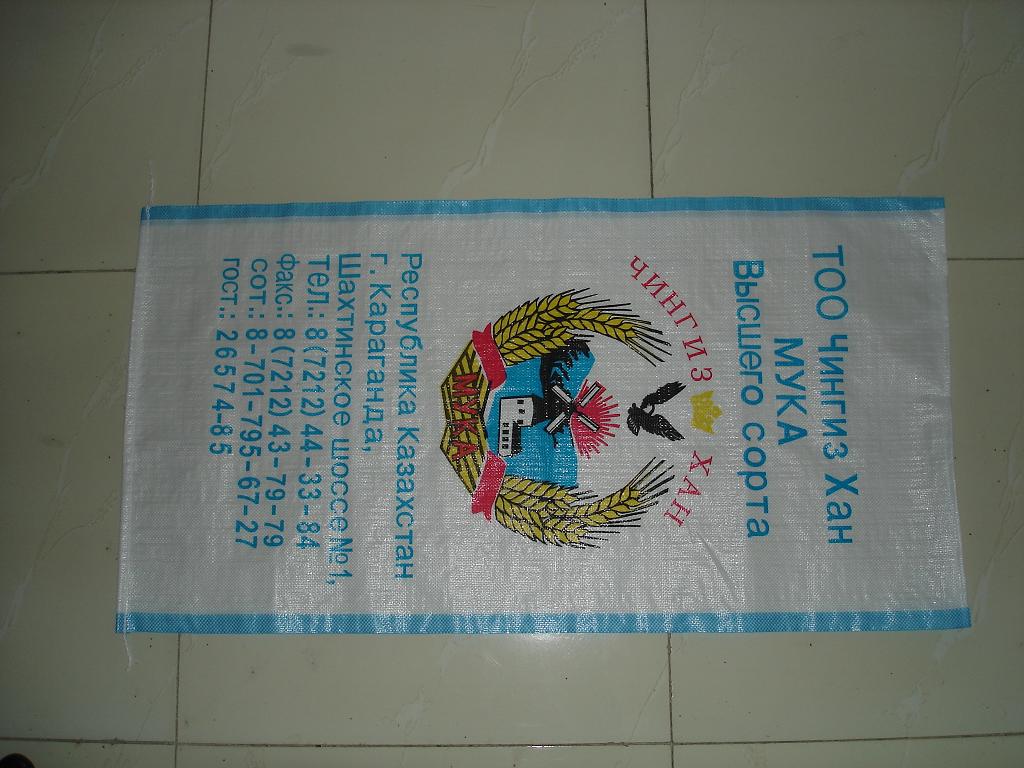 ТОО Чингиз Хан
МУКА
Высшего сорта
ЧИНГИЗ ХАН
МУКА
Республика Казахстан
г. Караганда,
Шахтинское шоссе №1,
тел.: 8 (7212) 44-33-84
факс.: 8 (7212) 43-79-79
сот.: 8-701-795-67-27
гост.: 26574-85